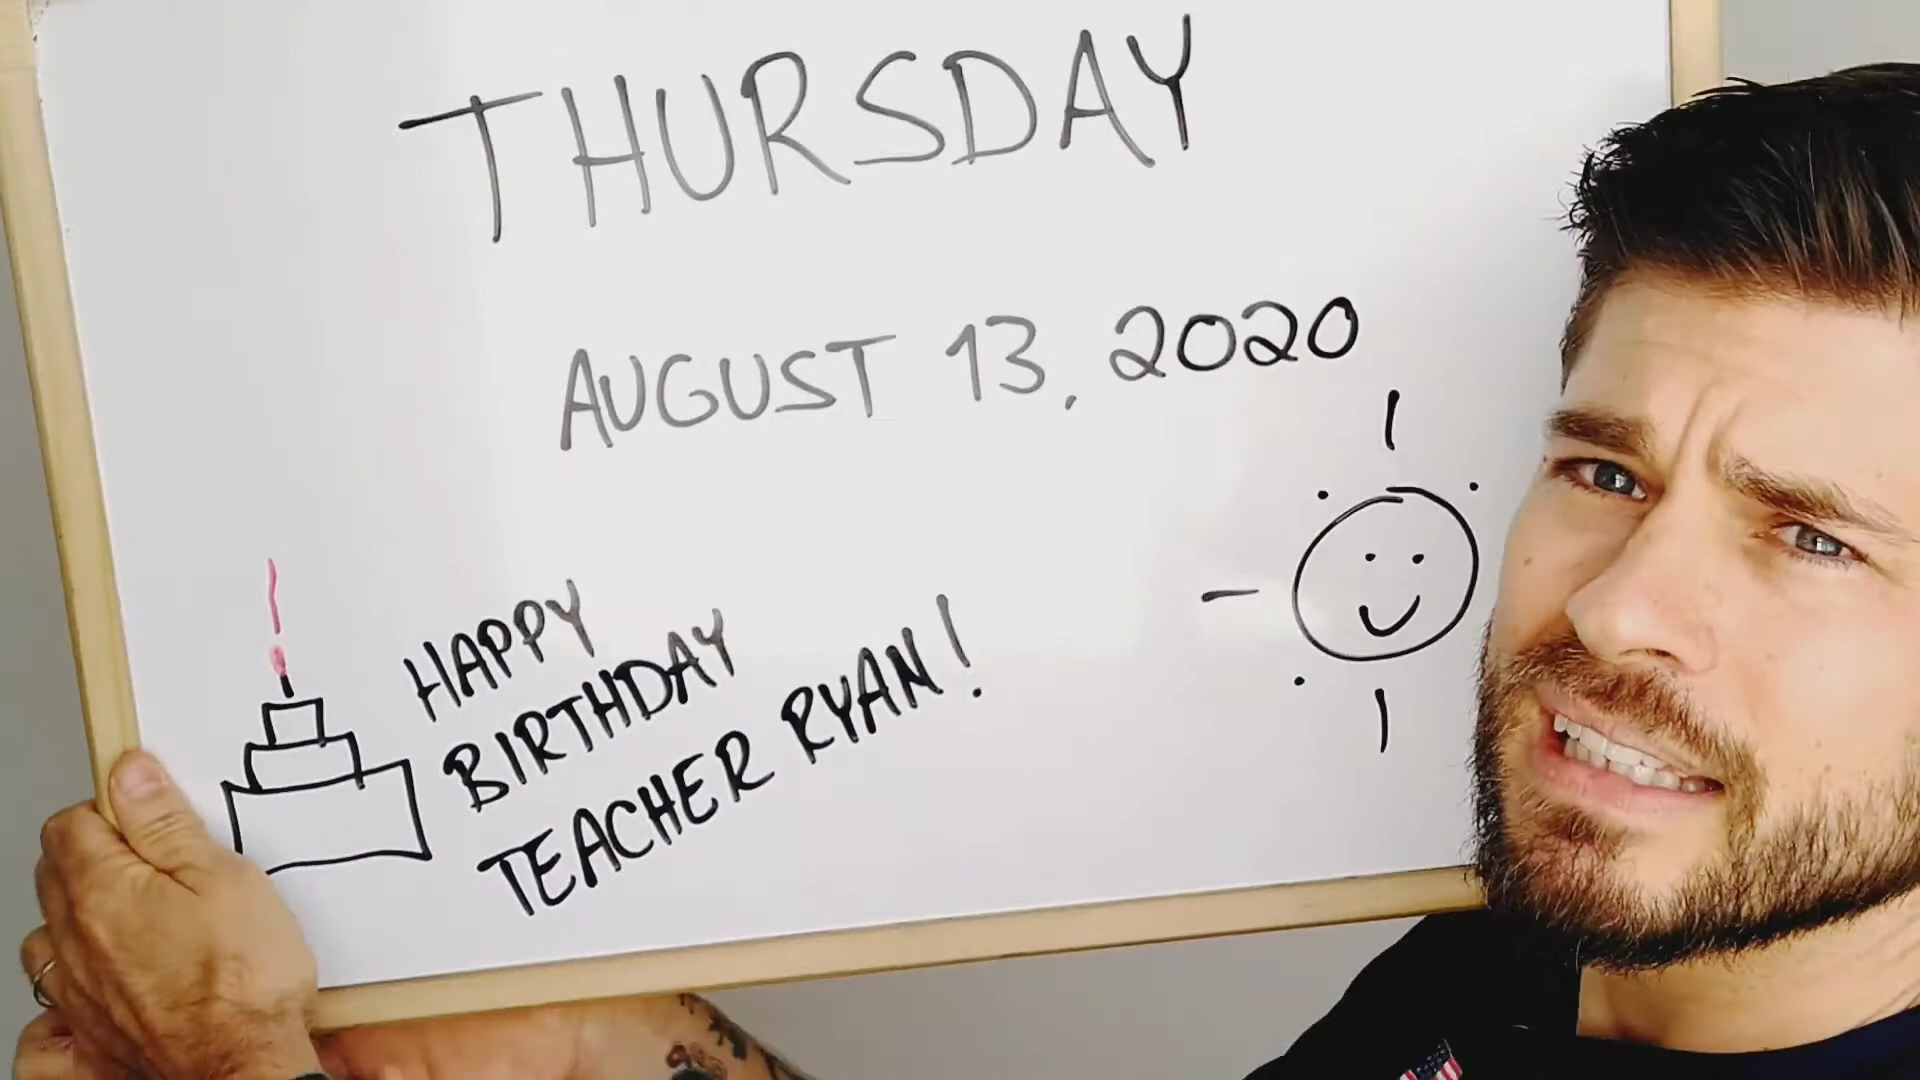 THURSDAY
AUGUST 13, 2020
HAPPY
BIRTHDAY
TEACHER RYAN!